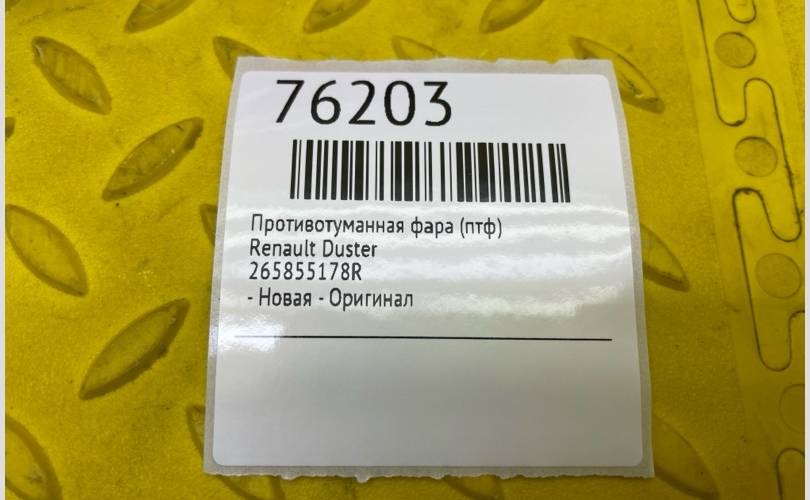 76203
Противотуманная фара (птф)
Renault Duster
265855178R
- Новая - Оригинал